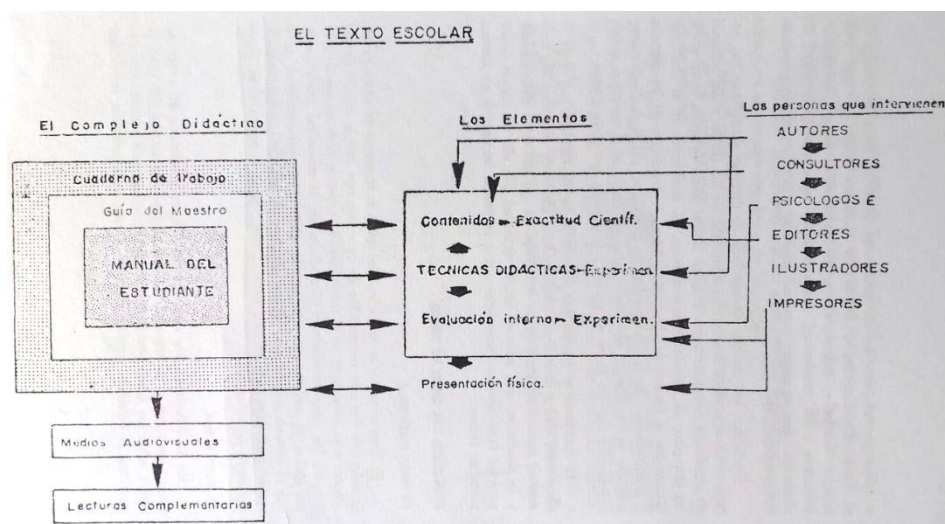 EL TEXTO ESCOLAR
El Complejo Didáctico
Cuaderno de trabajo
Guía del Maestro
MANUAL DEL
ESTUDIANTE
Medios Audiovisuales
Lecturas Complementarias
Los Elementos
Contenidos - Exactitud Científ.
TECNICAS DIDACTICAS - Experimen.
Evaluación interna - Experimen.
Presentación física.
Las personas que intervienen
AUTORES
CONSULTORES
PSICOLOGOS E
EDITORES
ILUSTRADORES
IMPRESORES